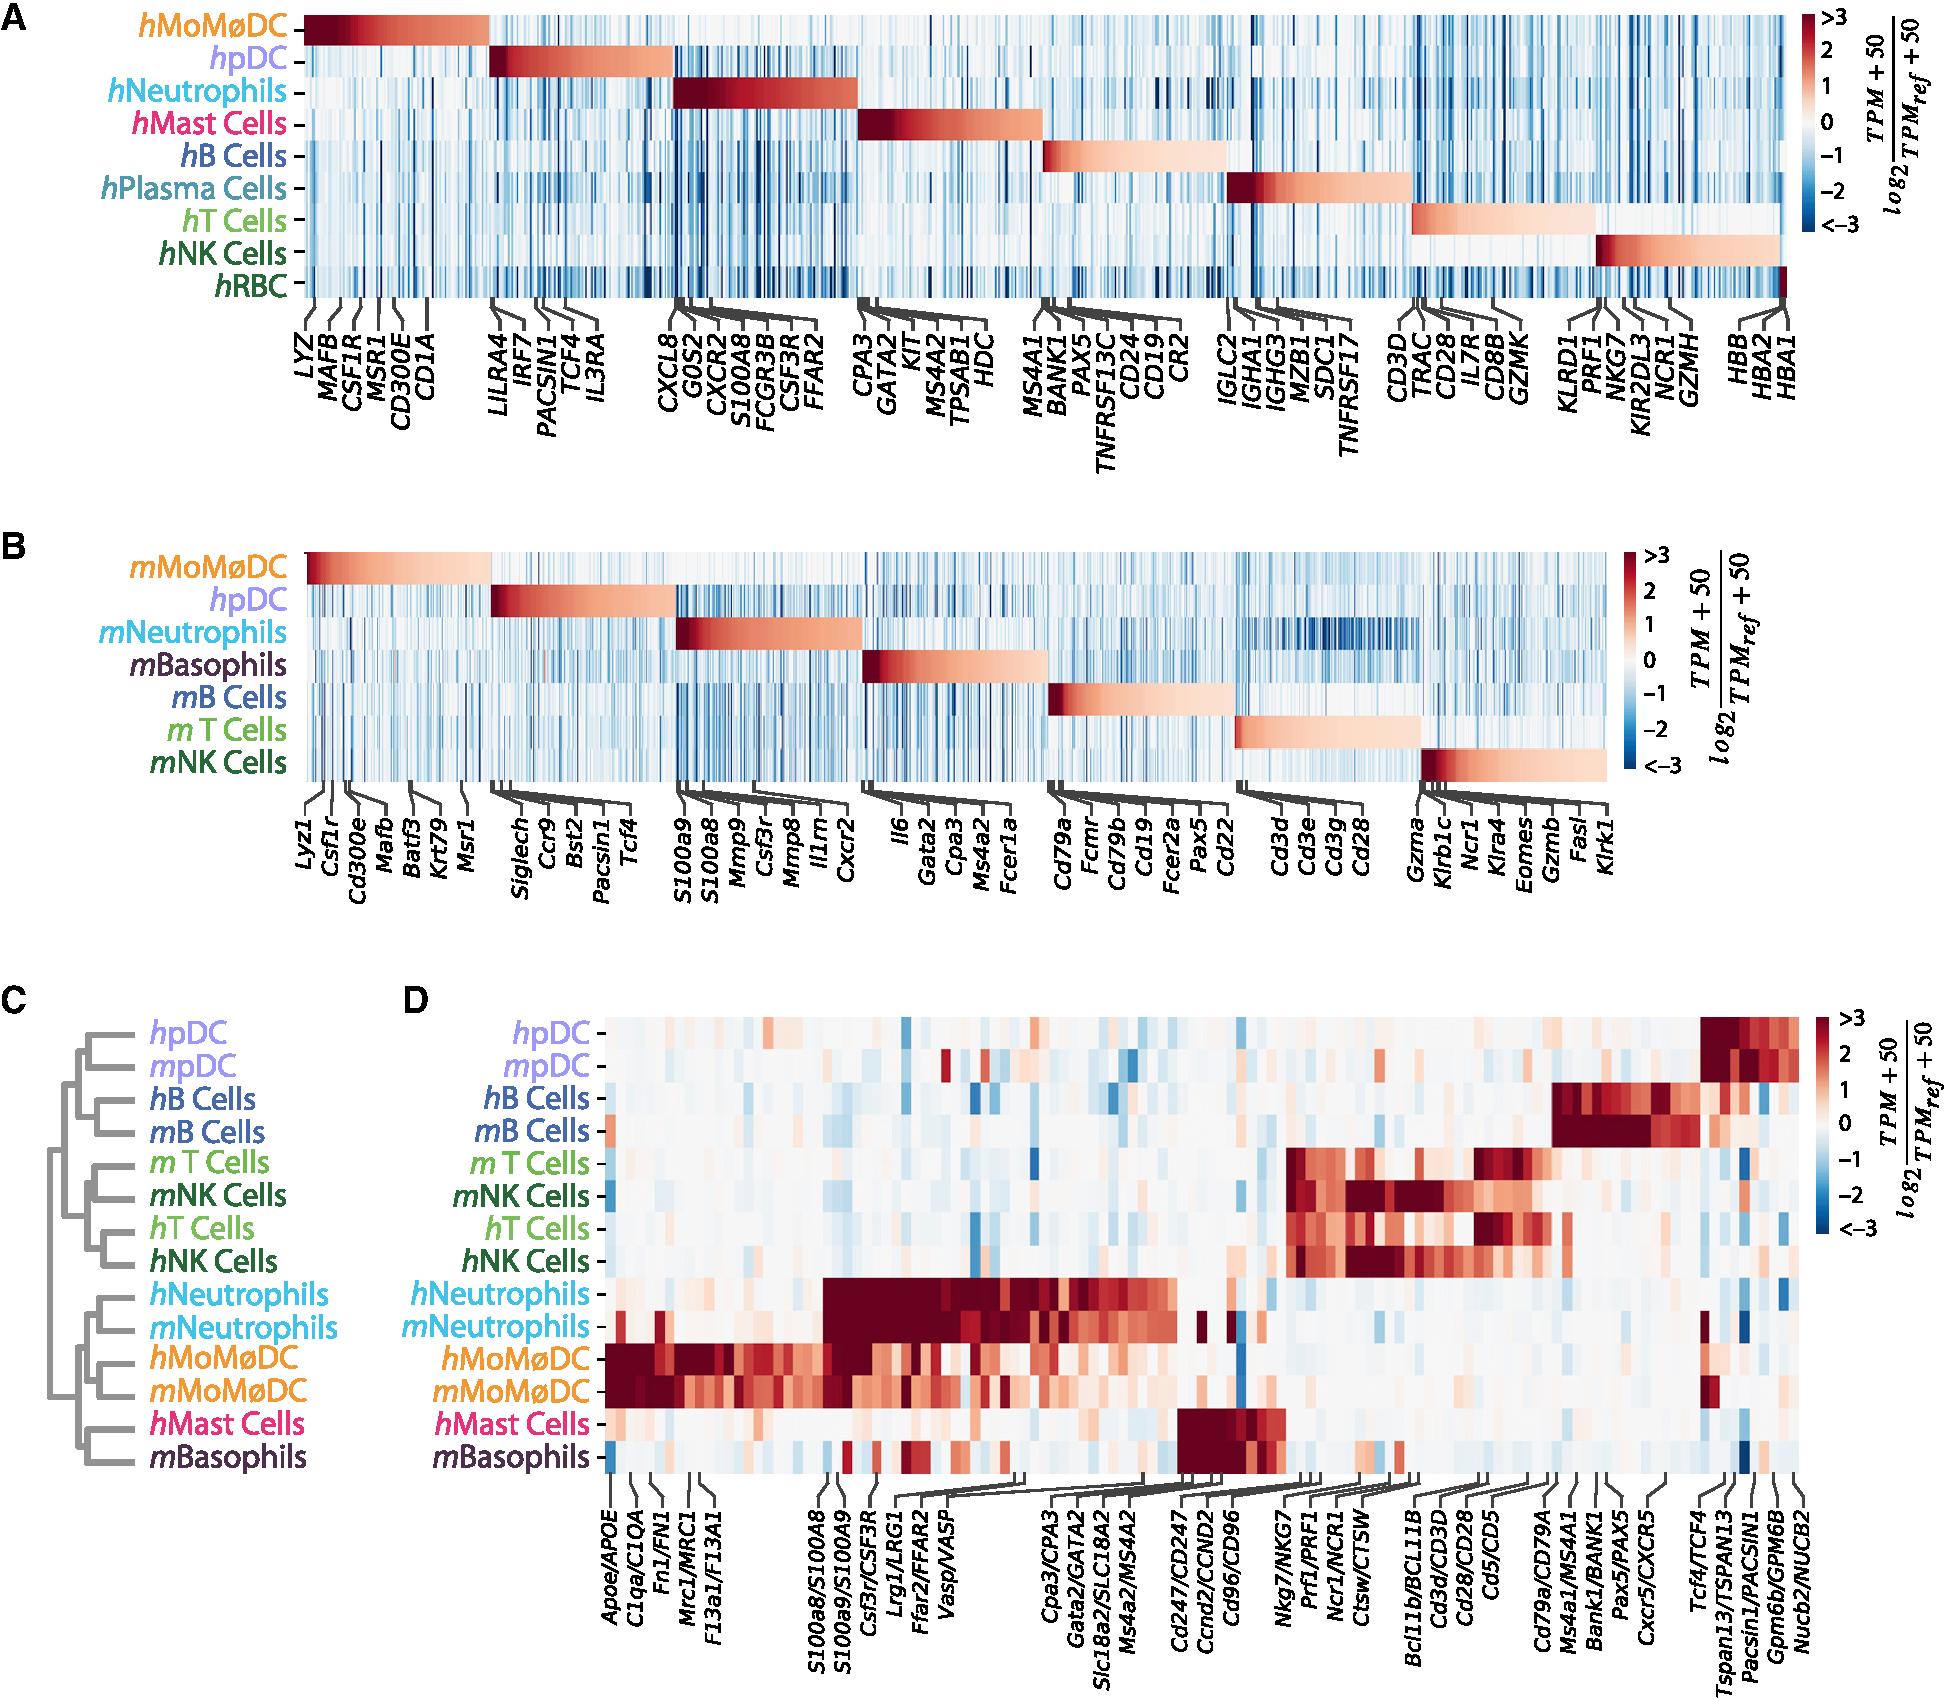 A
hMoMøDC
hpDC
hNeutrophils
hMast Cells
hB Cells
hPlasma Cells
hT Cells
hNK Cells
hRBC
>3
2
1
0
−1
−2
<−3
log2 TPM + 50 / TPMref + 50
LYZ
MAFB
CSF1R
MSR1
CD300E
CD1A
LILRA4
IRF7
PACSIN1
TCF4
IL3RA
CXCL8
G0S2
CXCR2
S100A8
FCGR3B
CSF3R
FFAR2
CPA3
GATA2
KIT
MS4A2
TPSAB1
HDC
MS4A1
BANK1
PAX5
TNFRSF13C
CD24
CD19
CR2
IGLC2
IGHA1
IGHG3
MZB1
SDC1
TNFRSF17
CD3D
TRAC
CD28
IL7R
CD8B
GZMK
KLRD1
PRF1
NKG7
KIR2DL3
NCR1
GZMH
HBB
HBA2
HBA1
B
mMoMøDC
hpDC
mNeutrophils
mBasophils
mB Cells
m T Cells
mNK Cells
>3
2
1
0
−1
−2
<−3
log2 TPM + 50 / TPMref + 50
Lyz1
Csf1r
Cd300e
Mafb
Batf3
Krt79
Msr1
Siglech
Ccr9
Bst2
Pacsin1
Tcf4
S100a9
S100a8
Mmp9
Csf3r
Mmp8
Il1rn
Cxcr2
Il6
Gata2
Cpa3
Ms4a2
Fcer1a
Cd79a
Fcmr
Cd79b
Cd19
Fcer2a
Pax5
Cd22
Cd3d
Cd3e
Cd3g
Cd28
Gzma
Klrb1c
Ncr1
Klra4
Eomes
Gzmb
Fasl
Klrk1
C
hpDC
mpDC
hB Cells
mB Cells
m T Cells
mNK Cells
hT Cells
hNK Cells
hNeutrophils
mNeutrophils
hMoMøDC
mMoMøDC
hMast Cells
mBasophils
D
hpDC
mpDC
hB Cells
mB Cells
m T Cells
mNK Cells
hT Cells
hNK Cells
hNeutrophils
mNeutrophils
hMoMøDC
mMoMøDC
hMast Cells
mBasophils
>3
2
1
0
−1
−2
<−3
log2 TPM + 50 / TPMref + 50
Apoe/APOE
C1qa/C1QA
Fn1/FN1
Mrc1/MRC1
F13a1/F13A1
S100a8/S100A8
S100a9/S100A9
Csf3r/CSF3R
Lrg1/LRG1
Ffar2/FFAR2
Vasp/VASP
Cpa3/CPA3
Gata2/GATA2
Slc18a2/SLC18A2
Ms4a2/MS4A2
Cd247/CD247
Ccnd2/CCND2
Cd96/CD96
Nkg7/NKG7
Prf1/PRF1
Ncr1/NCR1
Ctsw/CTSW
Bcl11b/BCL11B
Cd3d/CD3D
Cd28/CD28
Cd5/CD5
Cd79a/CD79A
Ms4a1/MS4A1
Bank1/BANK1
Pax5/PAX5
Cxcr5/CXCR5
Tcf4/TCF4
Tspan13/TSPAN13
Pacsin1/PACSIN1
Gpm6b/GPM6B
Nucb2/NUCB2